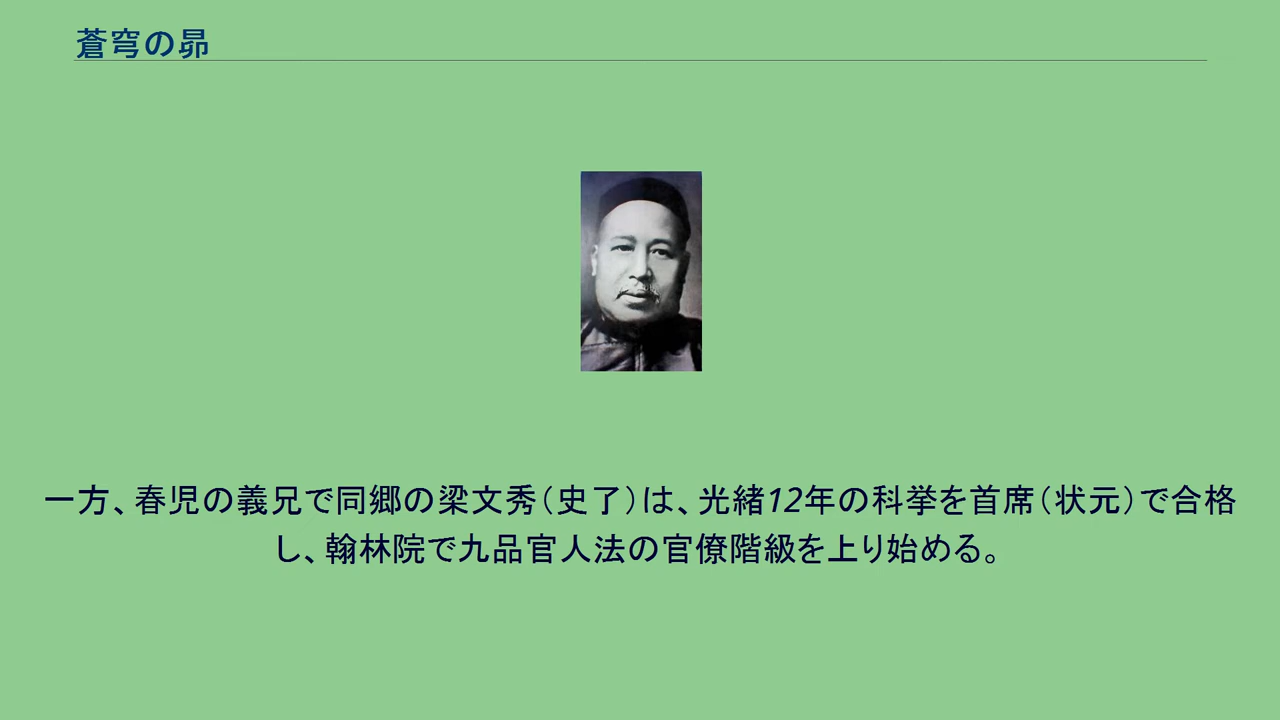 蒼穹の昴
一方、春児の義兄で同郷の梁文秀（史了）は、光緒12年の科挙を首席（状元）で合格
し、翰林院で九品官人法の官僚階級を上り始める。